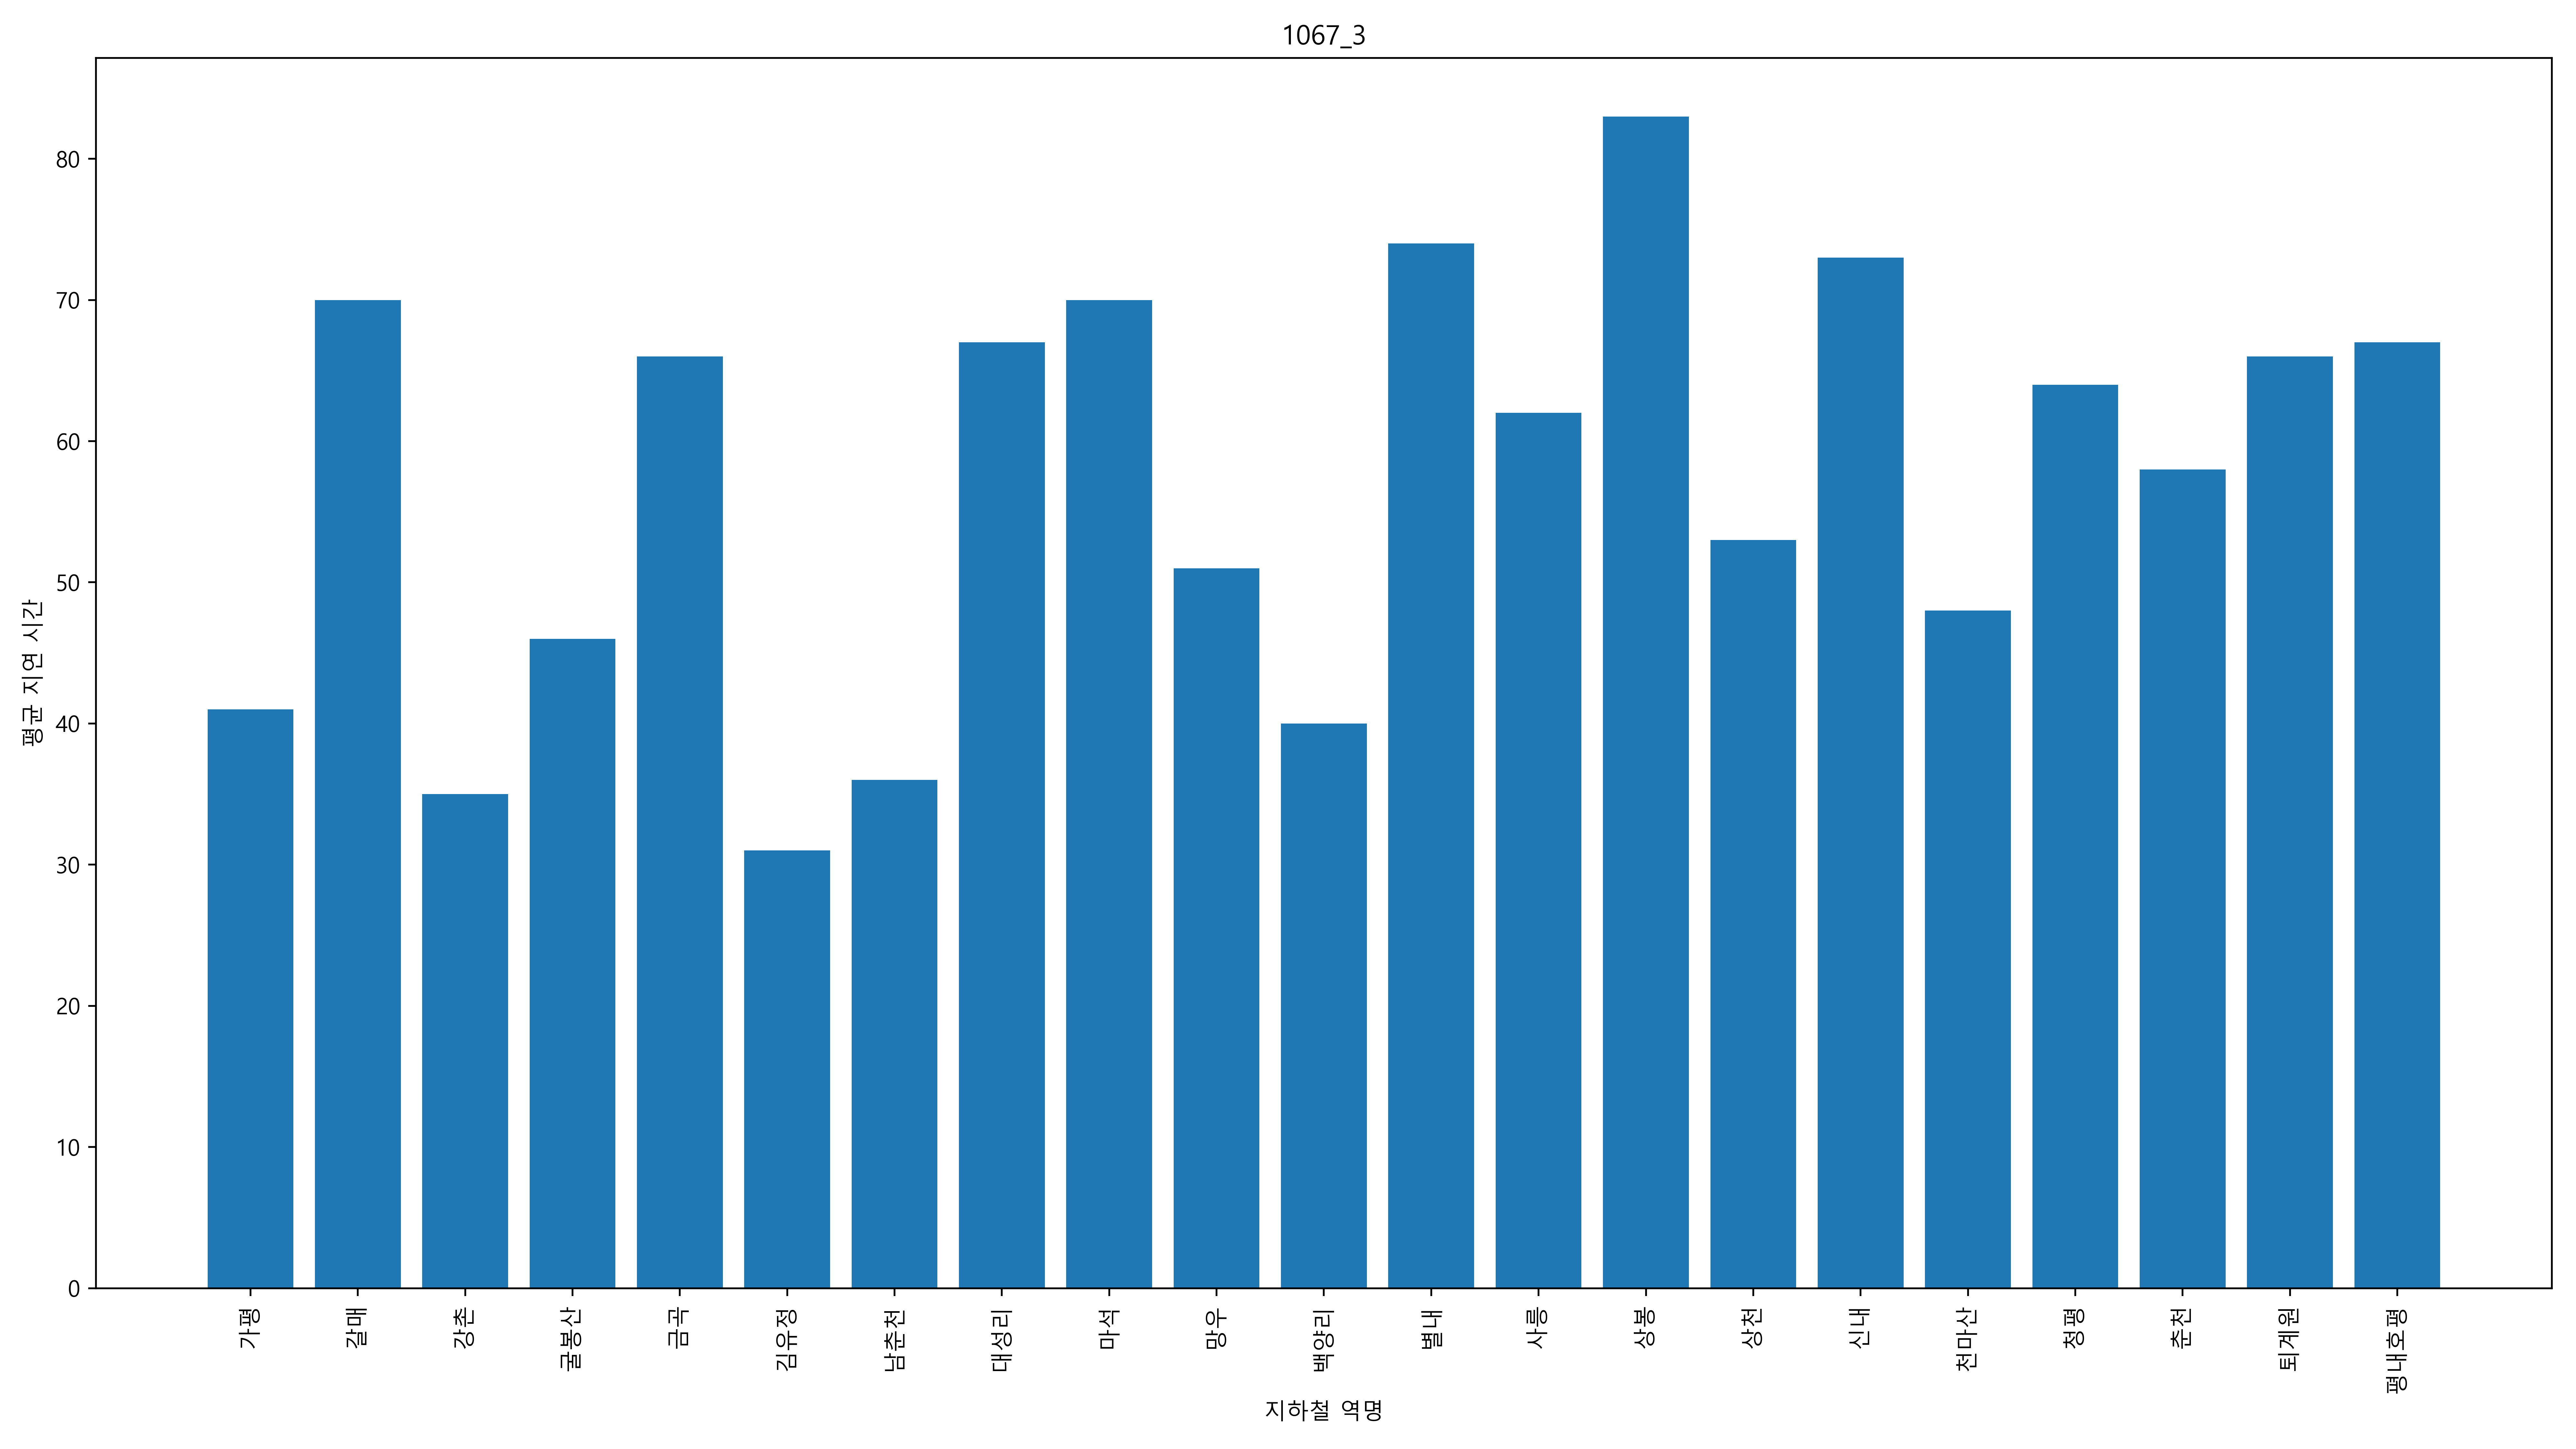 1067_3
평균 지연 시간
80
70
60
50
40
30
20
10
0
가평
갈매
강촌
굴봉산
금곡
김유정
남춘천
대성리
마석
망우
백양리
별내
사릉
상봉
상천
신내
천마산
청평
춘천
퇴계원
평내호평
지하철 역명